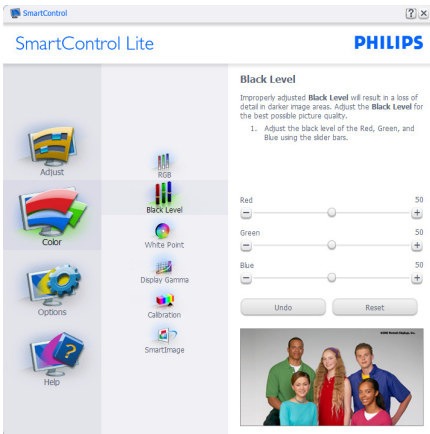 SmartControl
?
SmartControl Lite
PHILIPS
Adjust
Color
Options
Help
RGB
Black Level
White Point
Display Gamma
Calibration
SmartImage
Black Level
Improperly adjusted Black Level will result in a loss of
detail in darker image areas. Adjust the Black Level for
the best possible picture quality.
1. Adjust the black level of the Red, Green, and
Blue using the slider bars.
Red 50
Green 50
Blue 50
Undo Reset